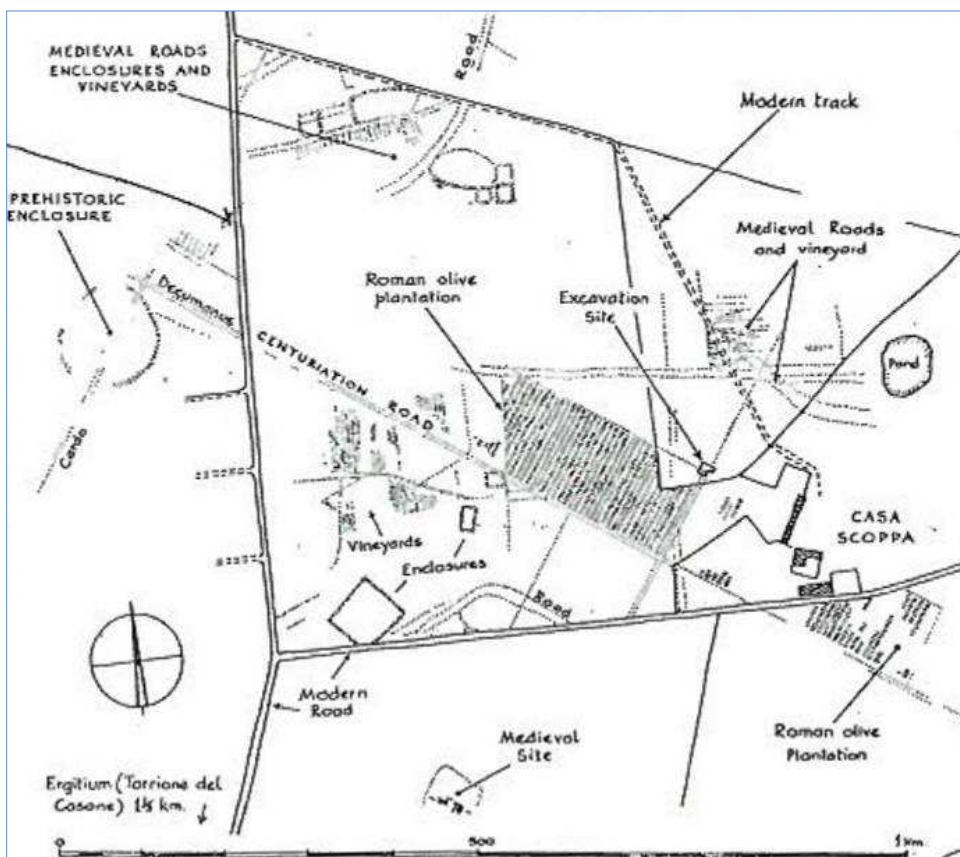 MEDIEVAL ROADS
ENCLOSURES AND
VINEYARDS
Road
Modern track
PREHISTORIC
ENCLOSURE
Medieval Roads
and vineyard
Roman olive
plantation
Excavation
Site
Decumanus
CENTURIATION ROAD
Pond
Cardo
Vineyards
Enclosures
CASA
SCOPPA
Road
Modern
Road
Medieval
Site
Roman olive
Plantation
Ergitium (Torrione del
Casone) 1½ km.
0 500 1 km